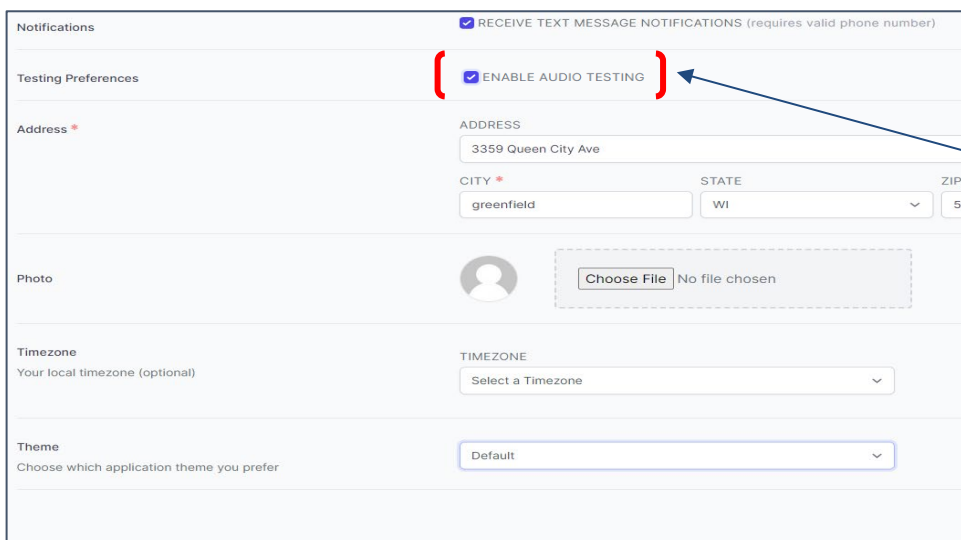 Notifications
RECEIVE TEXT MESSAGE NOTIFICATIONS (requires valid phone number)
Testing Preferences
ENABLE AUDIO TESTING
Address *
ADDRESS
3359 Queen City Ave
CITY * STATE ZIP
greenfield WI 5
Photo
Choose File No file chosen
Timezone
Your local timezone (optional)
TIMEZONE
Select a Timezone
Theme
Choose which application theme you prefer
Default